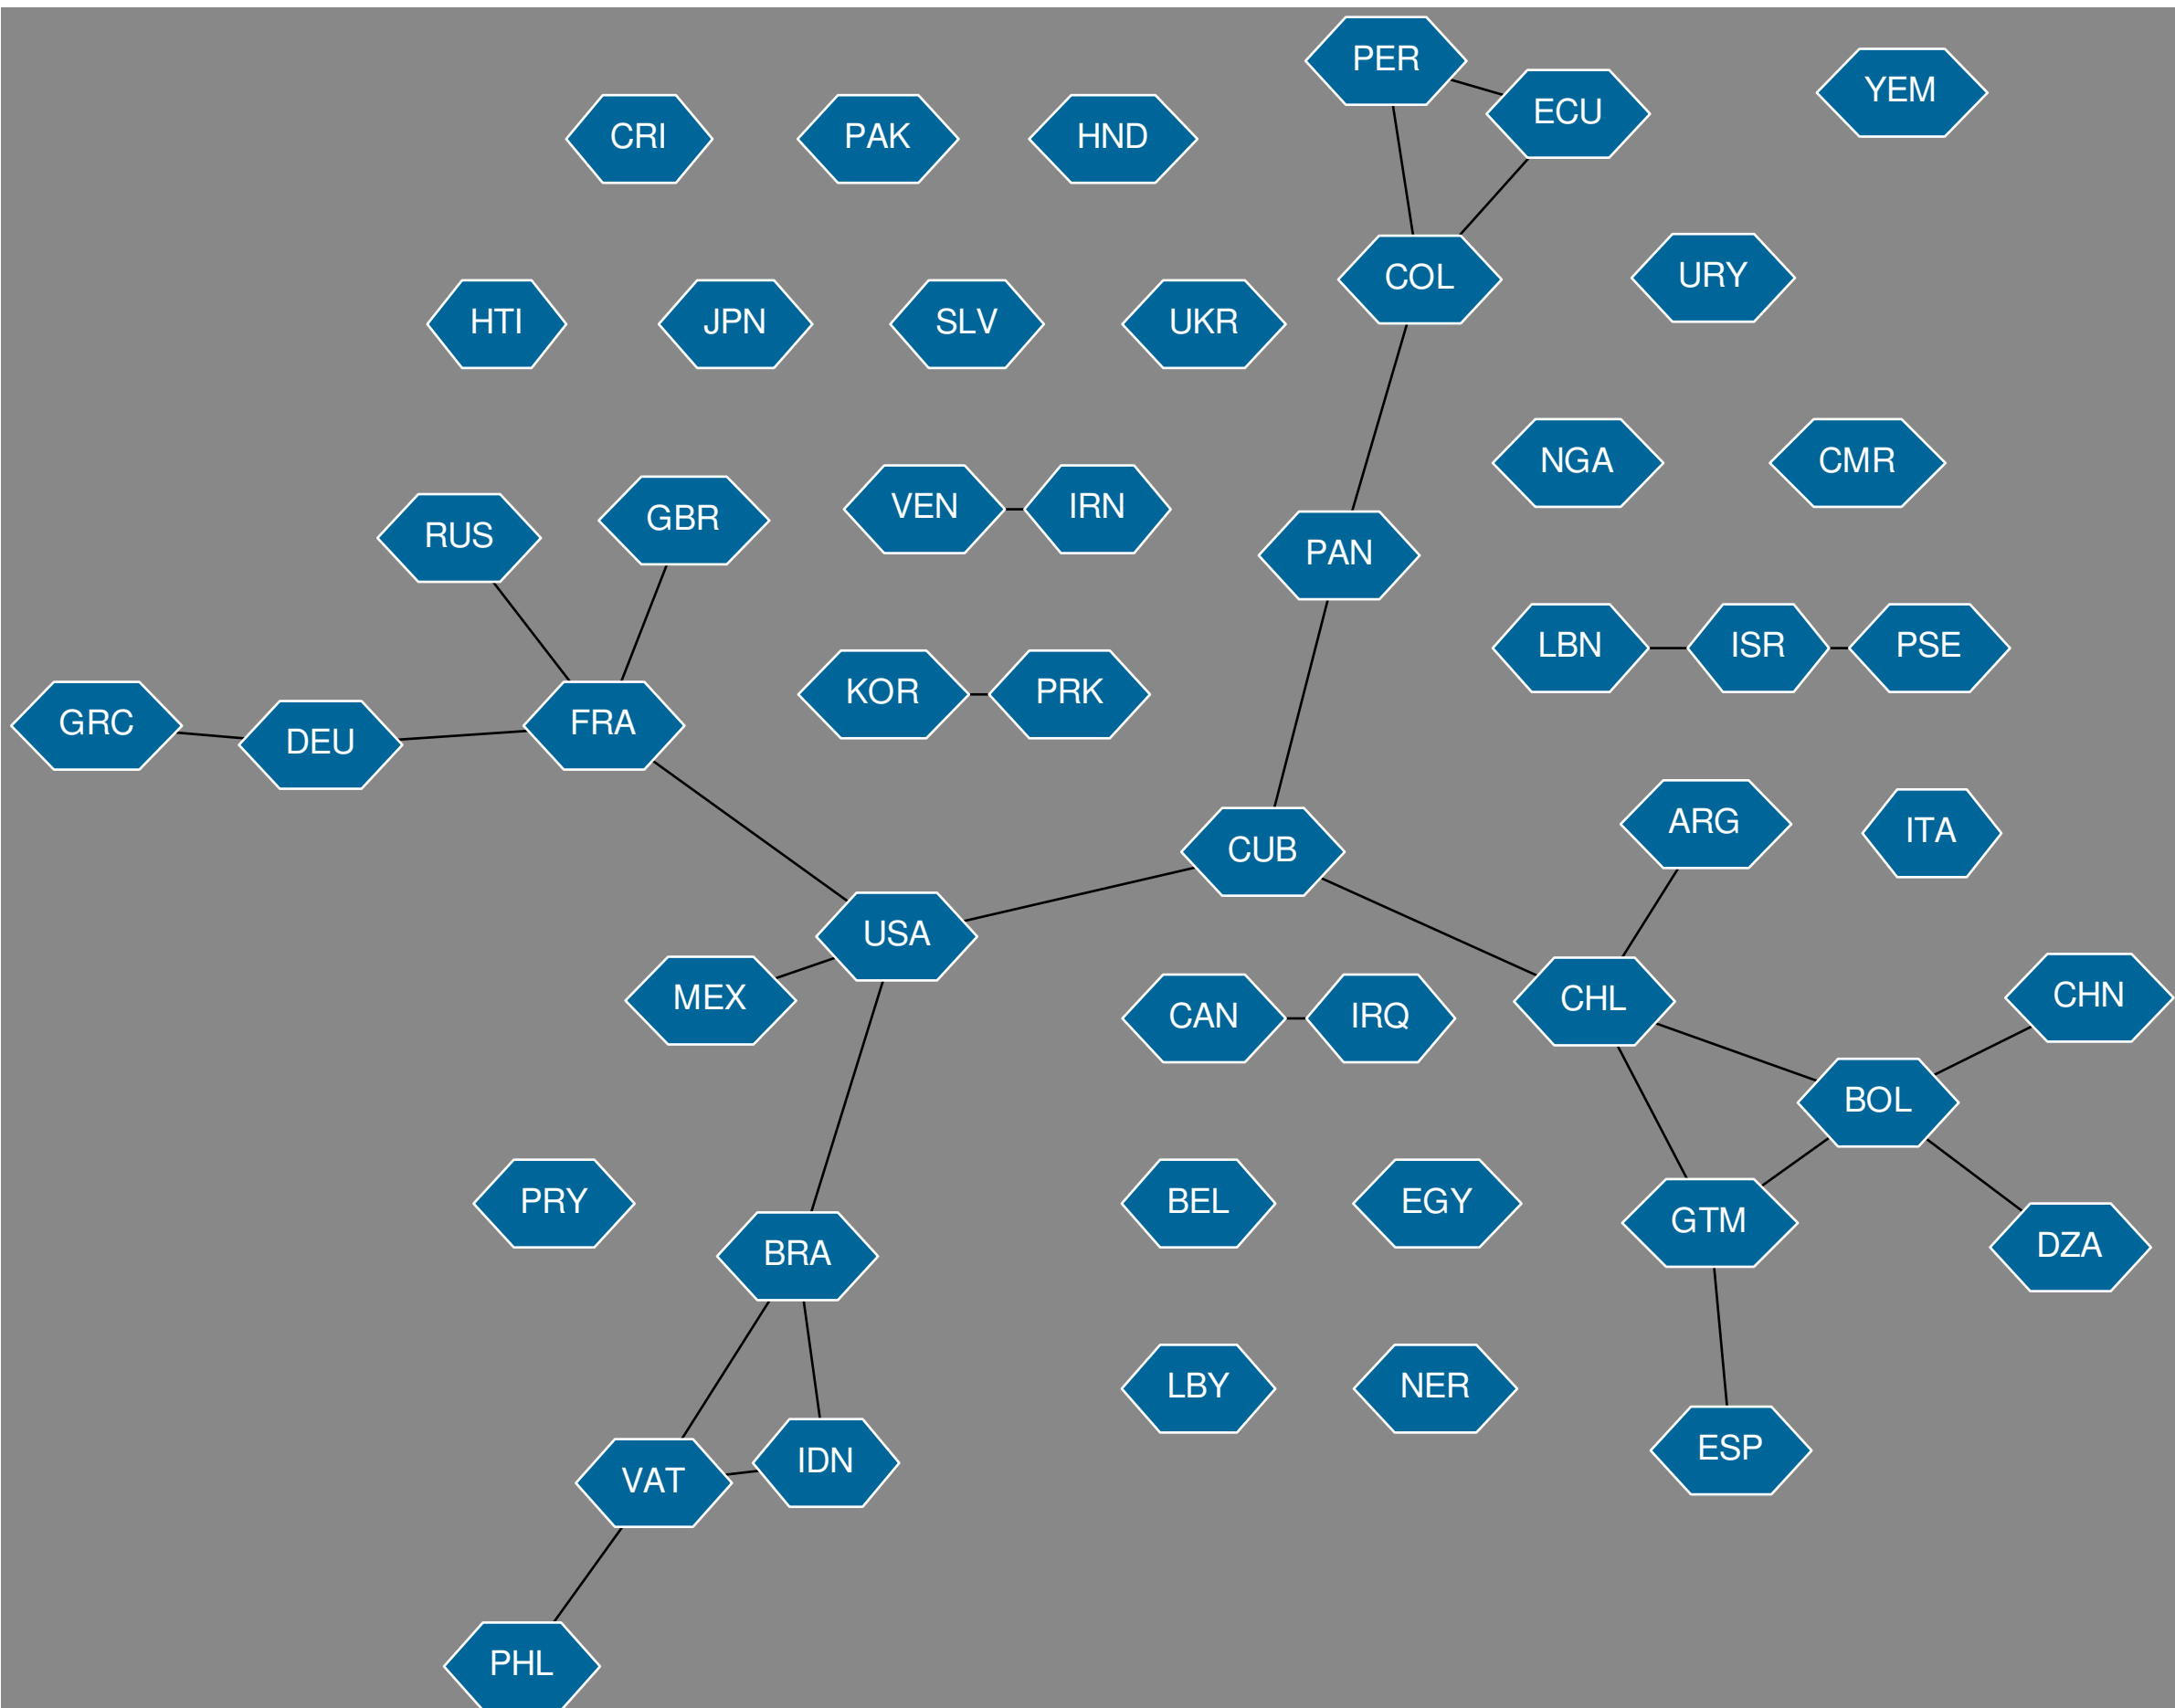 PER
ECU
YEM
CRI
PAK
HND
COL
URY
HTI
JPN
SLV
UKR
NGA
CMR
RUS
GBR
VEN
IRN
PAN
LBN
ISR
PSE
KOR
PRK
GRC
DEU
FRA
CUB
ARG
ITA
USA
MEX
CAN
IRQ
CHL
CHN
BOL
PRY
BEL
EGY
GTM
DZA
BRA
LBY
NER
ESP
VAT
IDN
PHL